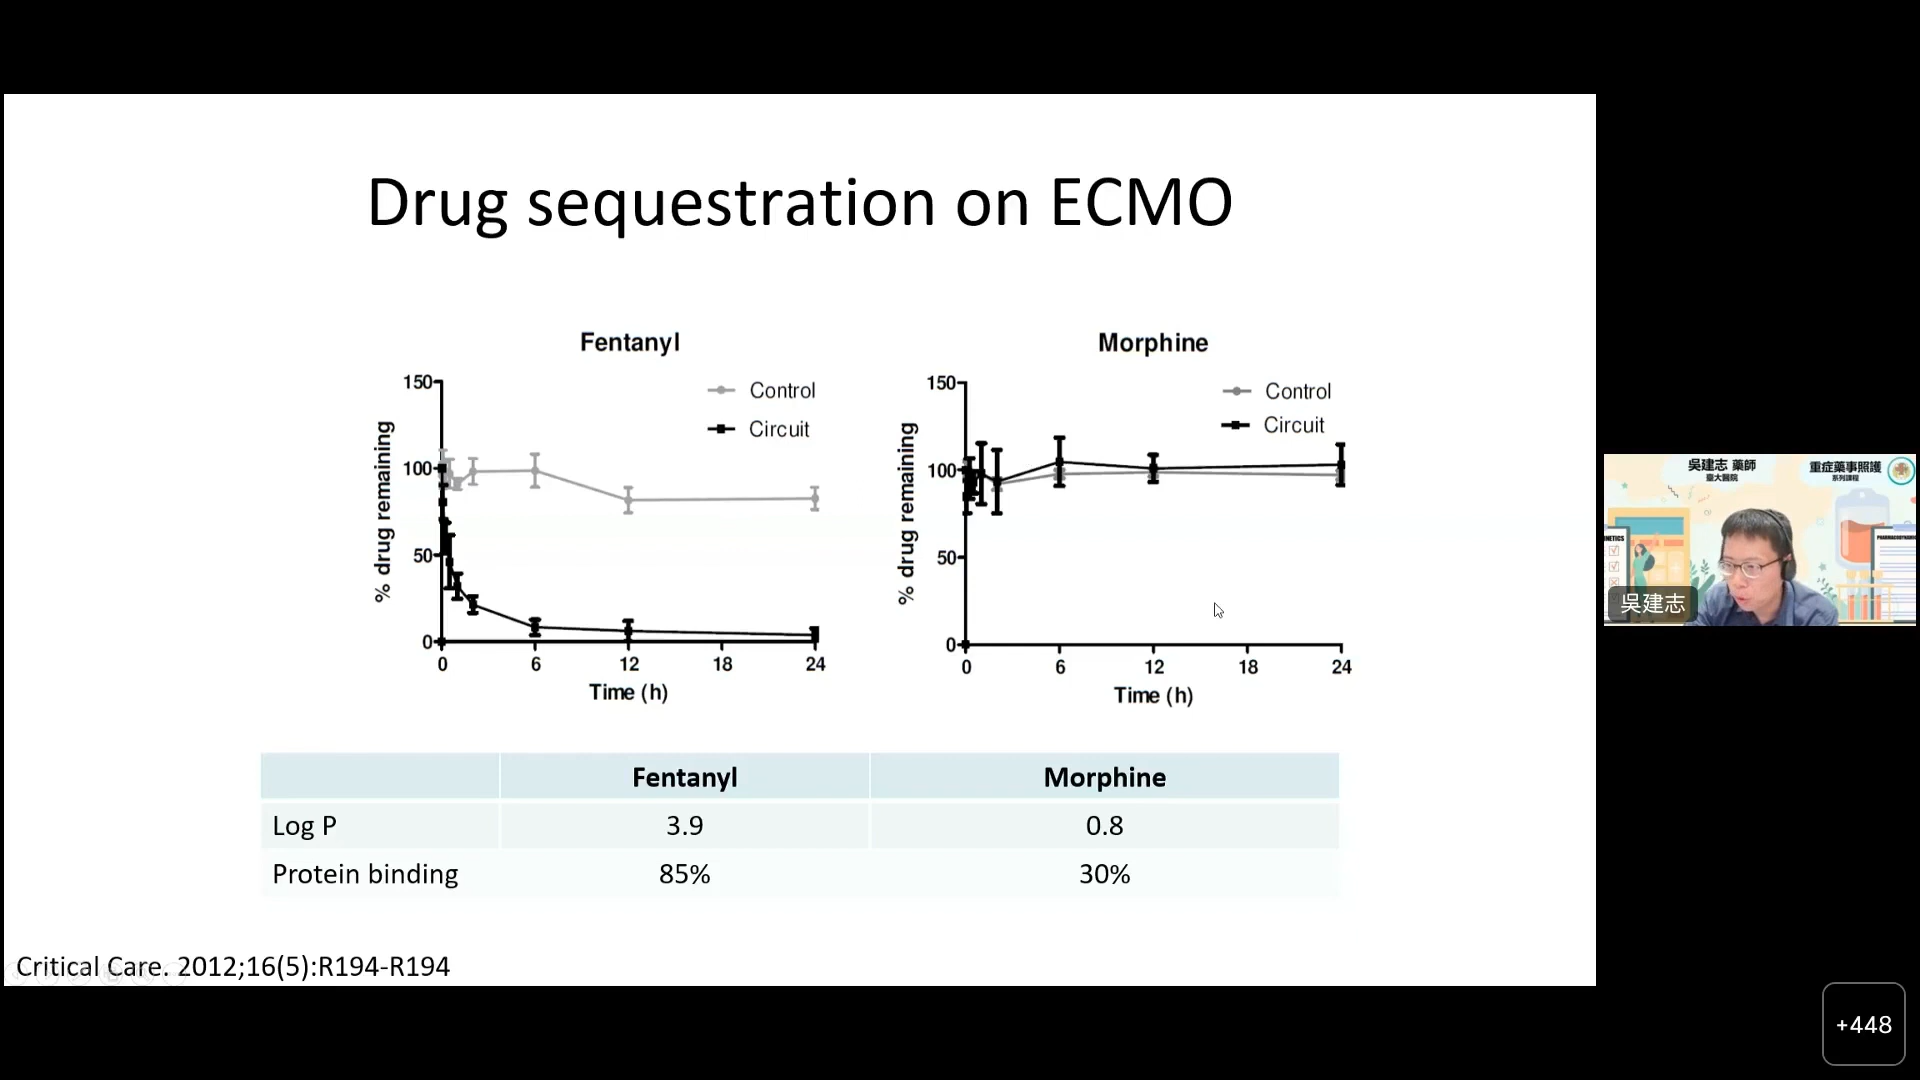 Drug sequestration on ECMO
Fentanyl
Morphine
150
100
50
0
% drug remaining
Control
Circuit
0 6 12 18 24
Time (h)
150
100
50
0
% drug remaining
Control
Circuit
0 6 12 18 24
Time (h)
Fentanyl Morphine
Log P 3.9 0.8
Protein binding 85% 30%
Critical Care. 2012;16(5):R194-R194
吳建志 藥師
臺大醫院
重症藥事照護
系列課程
吳建志
+448